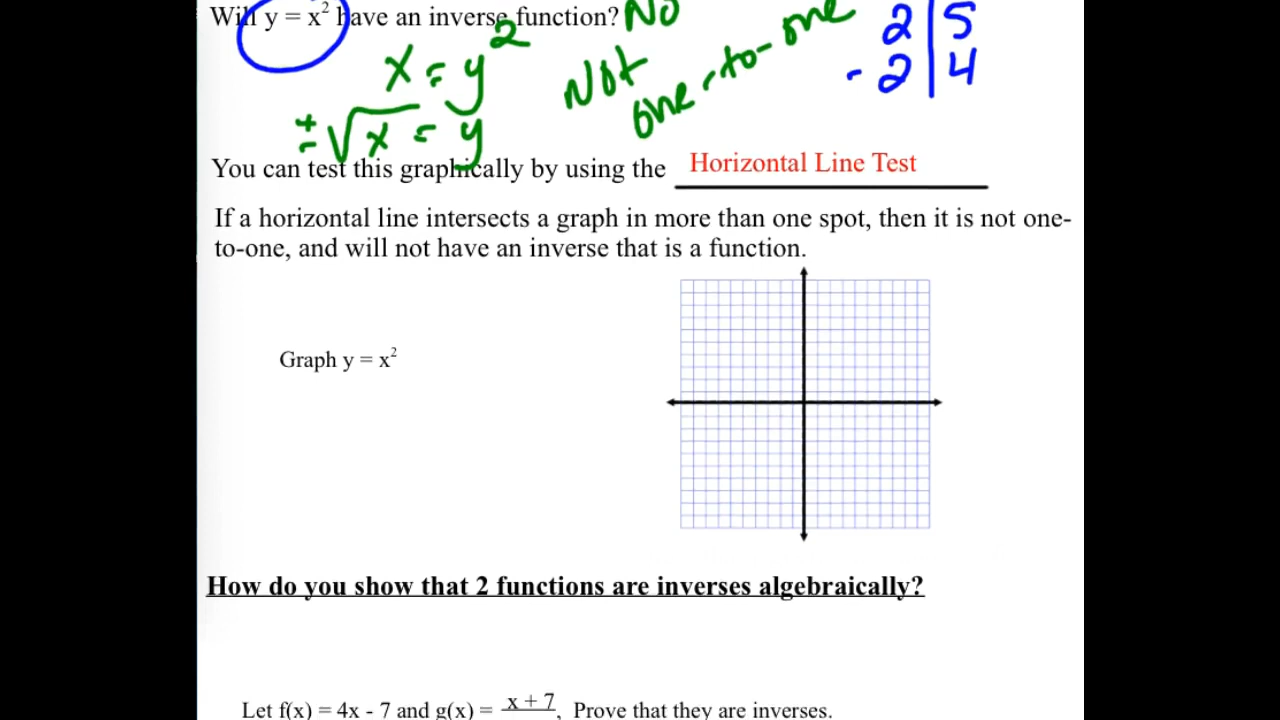 Will y = x² have an inverse function? No
x = y²
Not one-to-one
2 | 5
-2 | 4
±√x = y
You can test this graphically by using the Horizontal Line Test
If a horizontal line intersects a graph in more than one spot, then it is not one-
to-one, and will not have an inverse that is a function.
Graph y = x²
How do you show that 2 functions are inverses algebraically?
Let f(x) = 4x - 7 and g(x) = x + 7 , Prove that they are inverses.